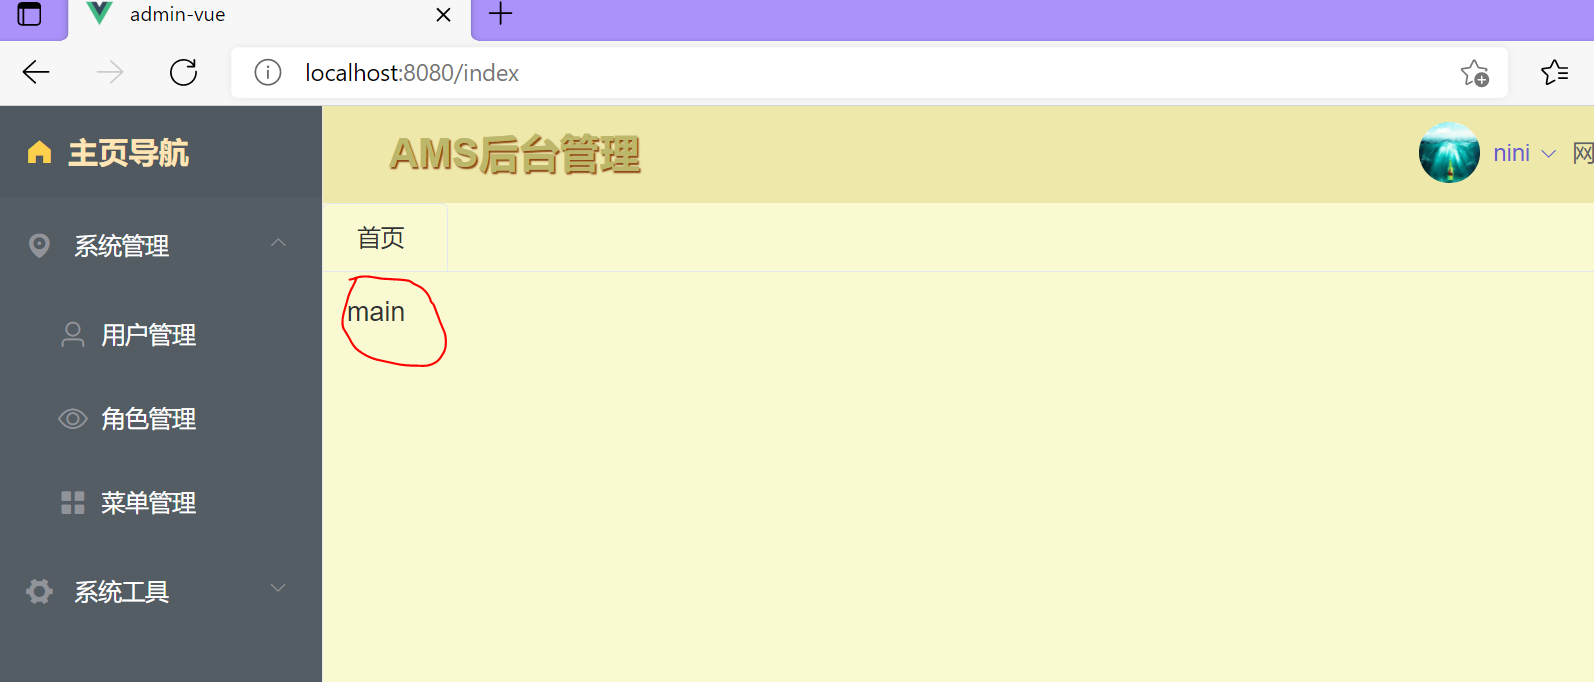 admin-vue
localhost:8080/index
主页导航
AMS后台管理
nini
网
系统管理
首页
main
用户管理
角色管理
菜单管理
系统工具